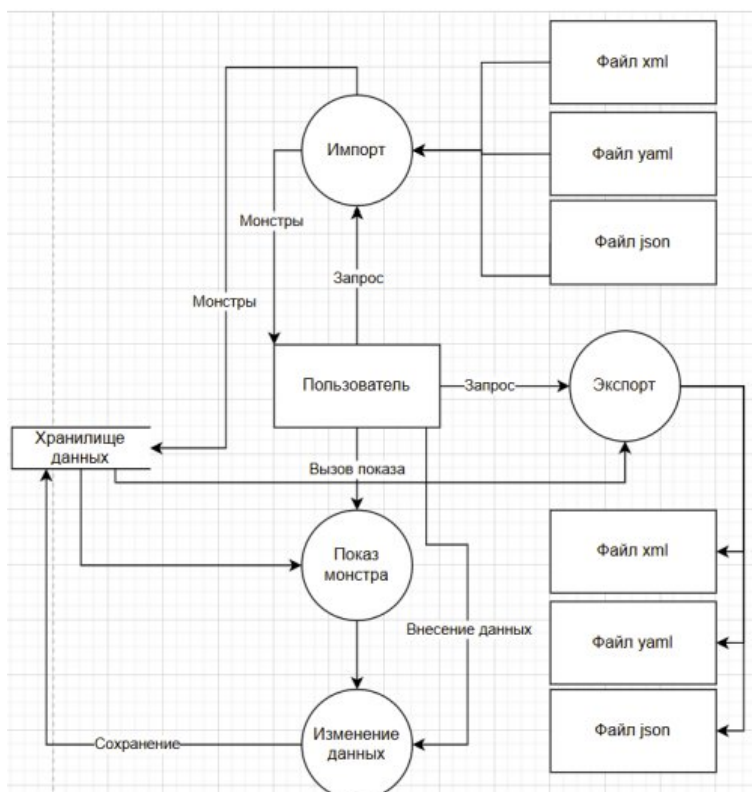 Файл xml
Импорт
Файл yaml
Монстры
Файл json
Запрос
Монстры
Пользователь
Запрос
Экспорт
Хранилище
данных
Вызов показа
Показ
монстра
Файл xml
Внесение данных
Файл yaml
Сохранение
Изменение
данных
Файл json